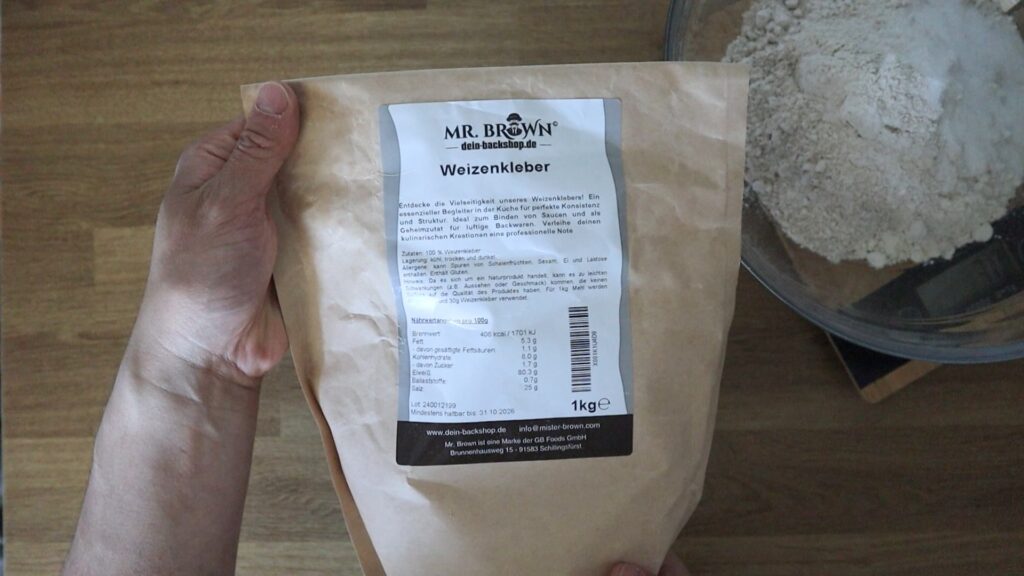 MR. BROWN©
dein-backshop.de
Weizenkleber
Entdecke die Vielseitigkeit unseres Weizenklebers! Ein
essenzieller Begleiter in der Küche für perfekte Konsistenz
und Struktur. Ideal zum Binden von Saucen und als
Geheimzutat für luftige Backwaren. Verleihe deinen
kulinarischen Kreationen eine professionelle Note
Zutaten: 100 % Weizenkleber
Lagerung: kühl, trocken und dunkel.
Allergene: kann Spuren von Schalenfrüchten, Sesam, Ei und Laktose
enthalten. Enthält Gluten.
Hinweis: Da es sich um ein Naturprodukt handelt, kann es zu leichten
Schwankungen (z.B. Aussehen oder Geschmack) kommen, die keinen
auf die Qualität des Produktes haben. Für 1kg Mehl werden
30g Weizenkleber verwendet.
Nährwertangaben pro 100g
Brennwert 406 kcal / 1701 kJ
Fett 5.3 g
- davon gesättigte Fettsäuren 1.1 g
Kohlenhydrate 6.0 g
- davon Zucker 1.7 g
Eiweiß 80.3 g
Ballaststoffe 0.7g
Salz 25 g
Lot: 240012199
Mindestens haltbar bis: 31.10.2026
1kg℮
www.dein-backshop.de info@mister-brown.com
Mr. Brown ist eine Marke der GB Foods GmbH
Brunnenhausweg 15 - 91583 Schillingsfürst